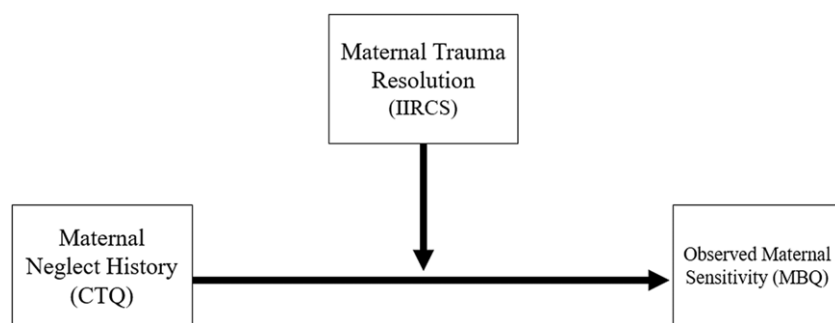 Maternal Trauma
Resolution
(IIRCS)
Maternal
Neglect History
(CTQ)
Observed Maternal
Sensitivity (MBQ)